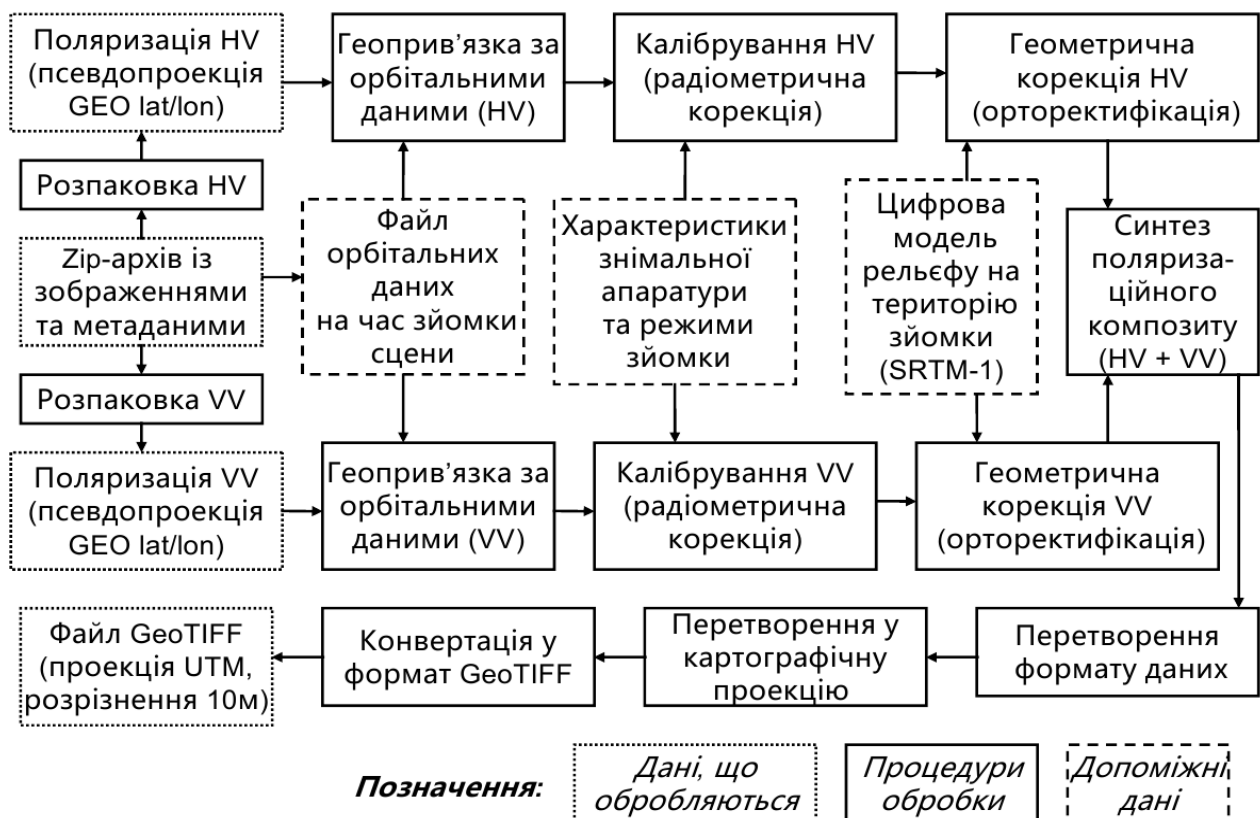 Поляризація HV
(псевдопроекція
GEO lat/lon)
Геоприв’язка за
орбітальними
даними (HV)
Калібрування HV
(радіометрична
корекція)
Геометрична
корекція HV
(орторектифікація)
Розпаковка HV
Zip-архів із
зображеннями
та метаданими
Розпаковка VV
Файл
орбітальних
даних
на час зйомки
сцени
Характеристики
знімальної
апаратури
та режими
зйомки
Цифрова
модель
рельєфу на
територію
зйомки
(SRTM-1)
Синтез
поляриза-
ційного
композиту
(HV + VV)
Поляризація VV
(псевдопроекція
GEO lat/lon)
Геоприв’язка за
орбітальними
даними (VV)
Калібрування VV
(радіометрична
корекція)
Геометрична
корекція VV
(орторектифікація)
Файл GeoTIFF
(проекція UTM,
розрізнення 10м)
Конвертація у
формат GeoTIFF
Перетворення у
картографічну
проекцію
Перетворення
формату даних
Позначення:
Дані, що
обробляються
Процедури
обробки
Допоміжні
дані